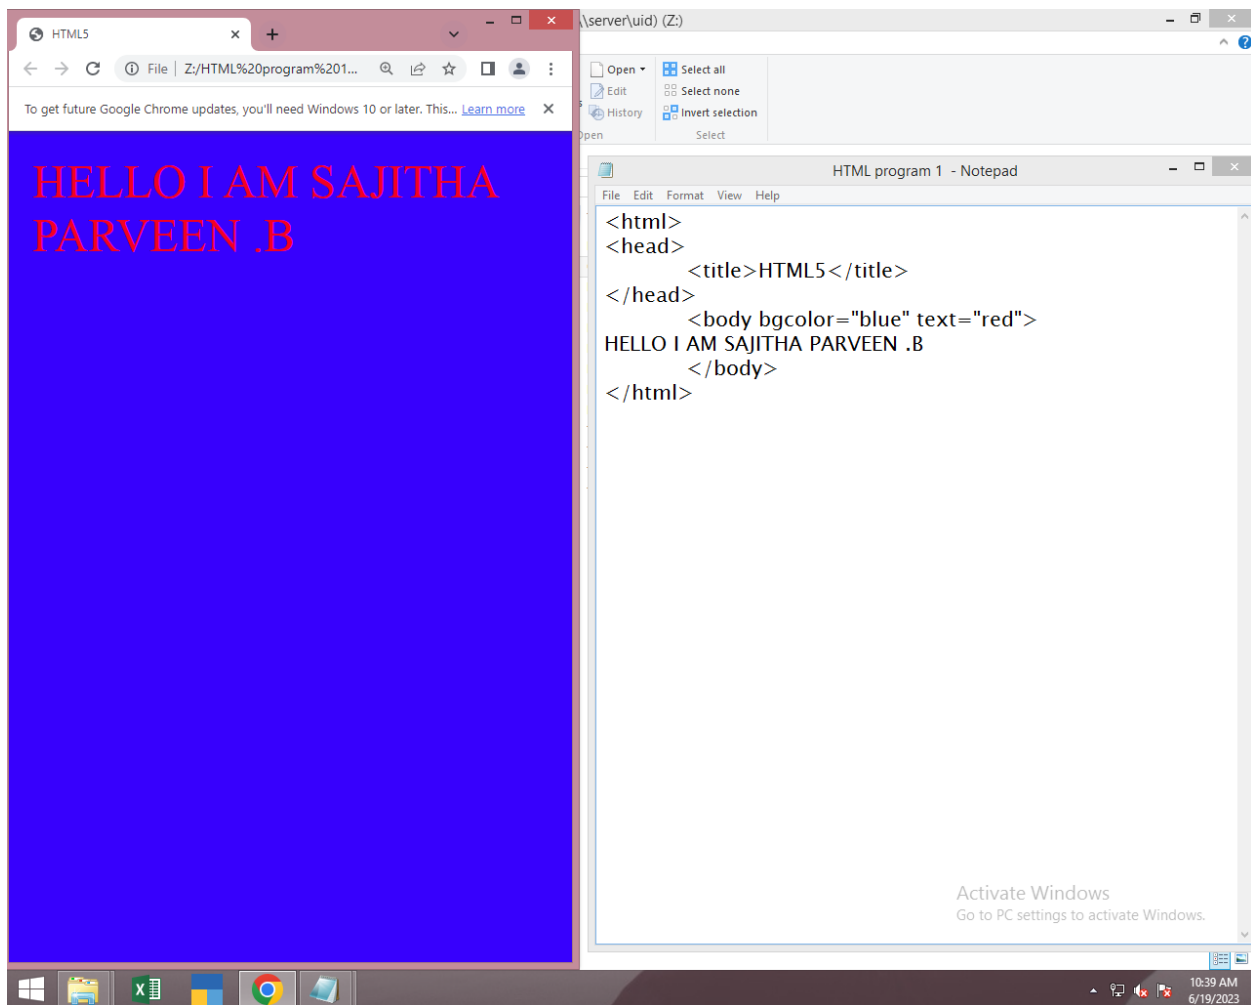 HTML5
File
Z:/HTML%20program%201...
To get future Google Chrome updates, you'll need Windows 10 or later. This... Learn more
HELLO I AM SAJITHA
PARVEEN .B
\server\uid) (Z:)
Open
Select all
Edit
Select none
History
Invert selection
Select
HTML program 1 - Notepad
File Edit Format View Help
<html>
<head>
<title>HTML5</title>
</head>
<body bgcolor="blue" text="red">
HELLO I AM SAJITHA PARVEEN .B
</body>
</html>
Activate Windows
Go to PC settings to activate Windows.
10:39 AM
6/19/2023